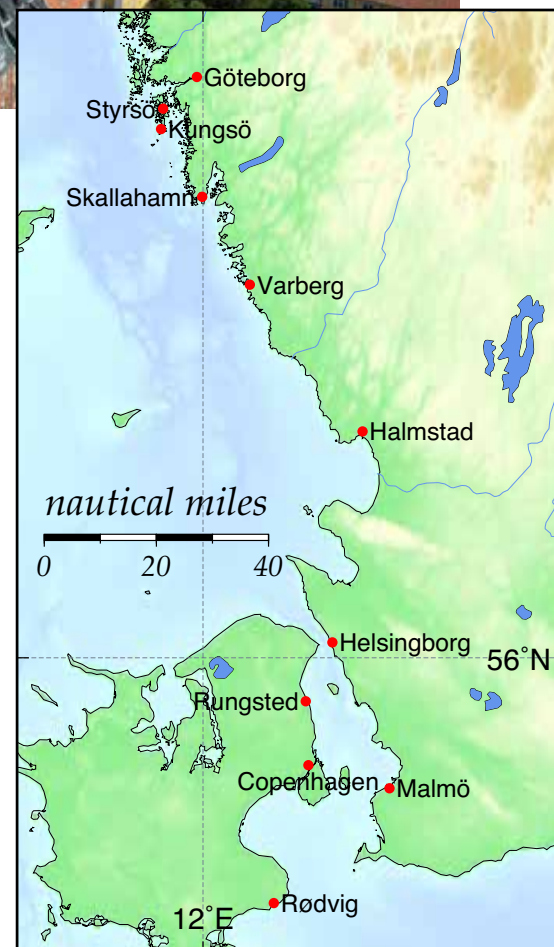 Göteborg
Styrsö
Kungsö
Skallahamn
Varberg
Halmstad
nautical miles
0 20 40
Helsingborg
56°N
Rungsted
Copenhagen
Malmö
12°E
Rødvig